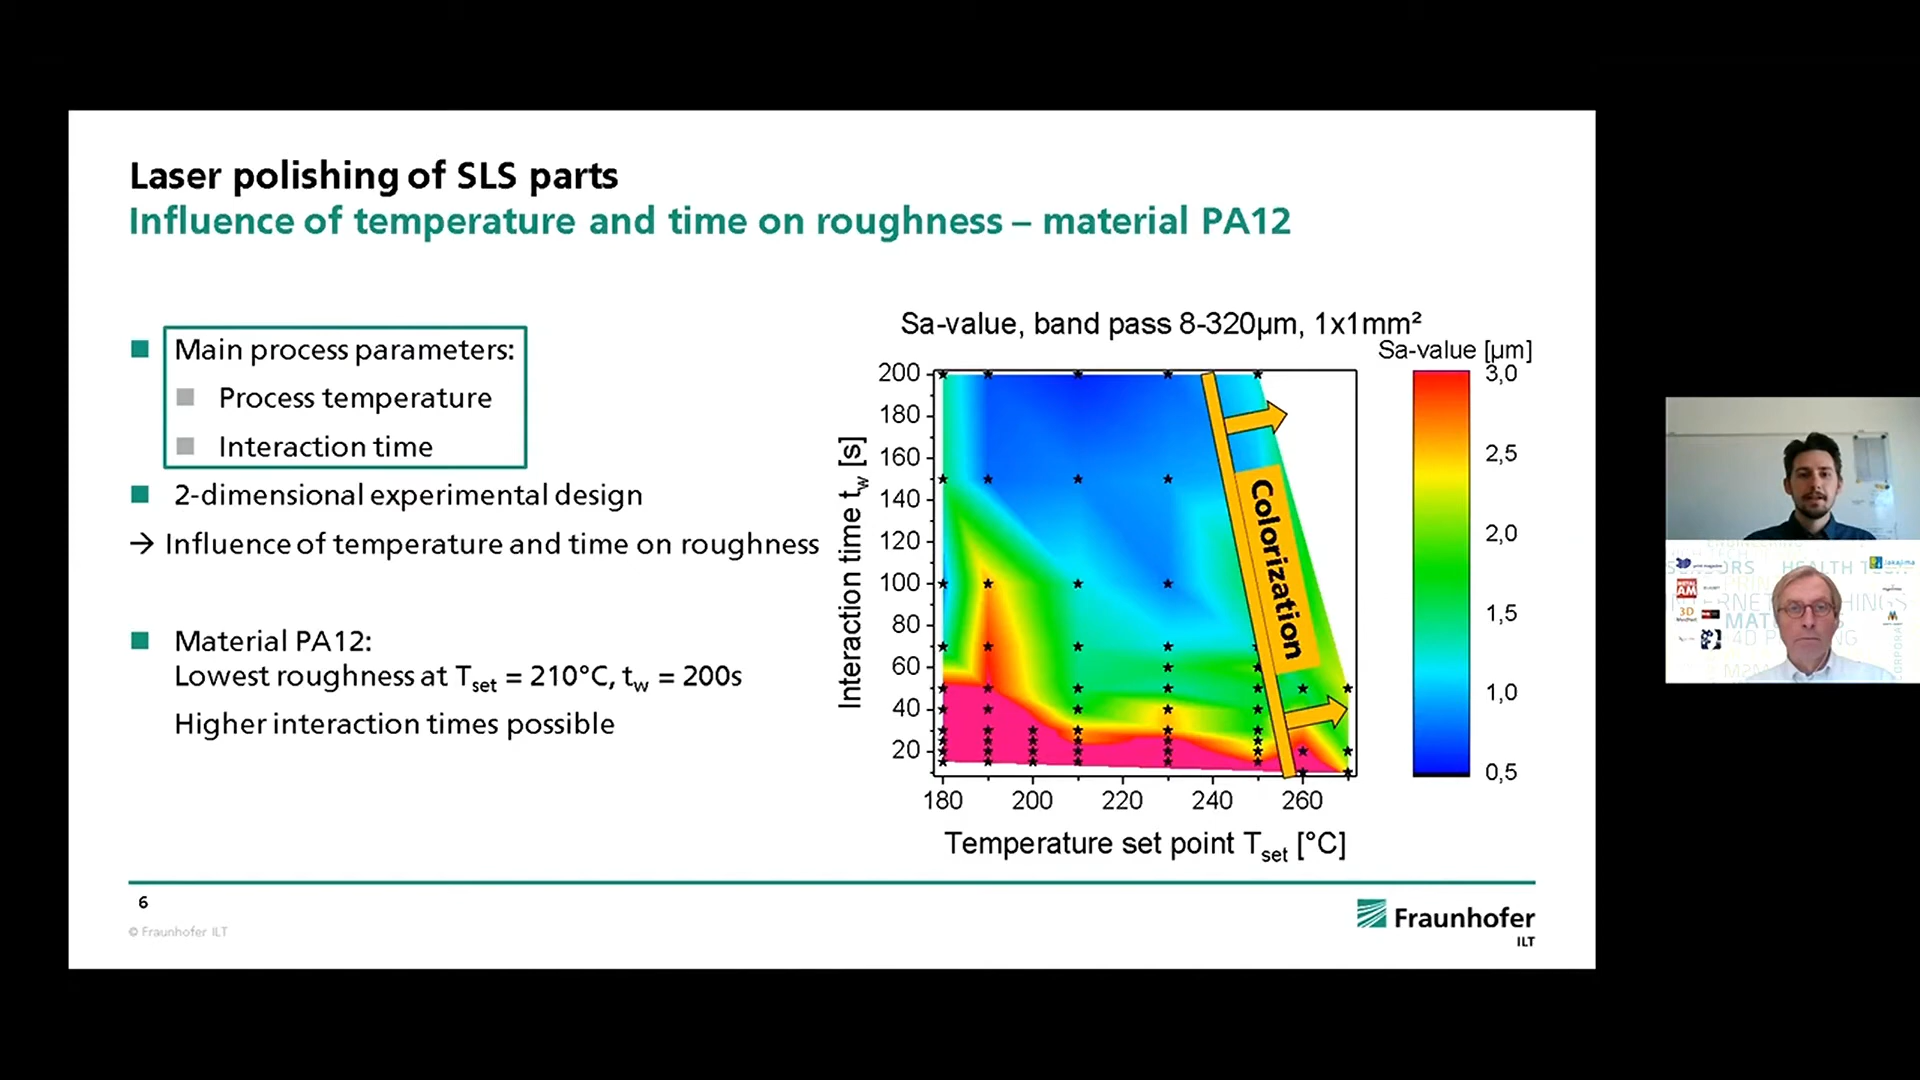 Laser polishing of SLS parts
Influence of temperature and time on roughness – material PA12
Main process parameters:
Process temperature
Interaction time
2-dimensional experimental design
→ Influence of temperature and time on roughness
Material PA12:
Lowest roughness at Tset = 210°C, tw = 200s
Higher interaction times possible
Sa-value, band pass 8-320µm, 1x1mm²
Sa-value [µm]
Interaction time tw [s]
200
180
160
140
120
100
80
60
40
20
180
200
220
240
260
Temperature set point Tset [°C]
Colorization
3,0
2,5
2,0
1,5
1,0
0,5
6
© Fraunhofer ILT
Fraunhofer
ILT
HEALTH
AM
3D
4D